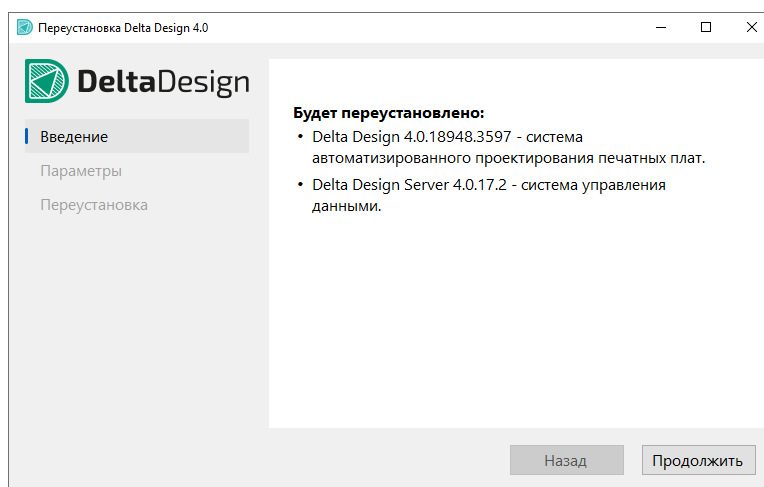 Переустановка Delta Design 4.0
DeltaDesign
Введение
Параметры
Переустановка
Будет переустановлено:
• Delta Design 4.0.18948.3597 - система
автоматизированного проектирования печатных плат.
• Delta Design Server 4.0.17.2 - система управления
данными.
Назад
Продолжить